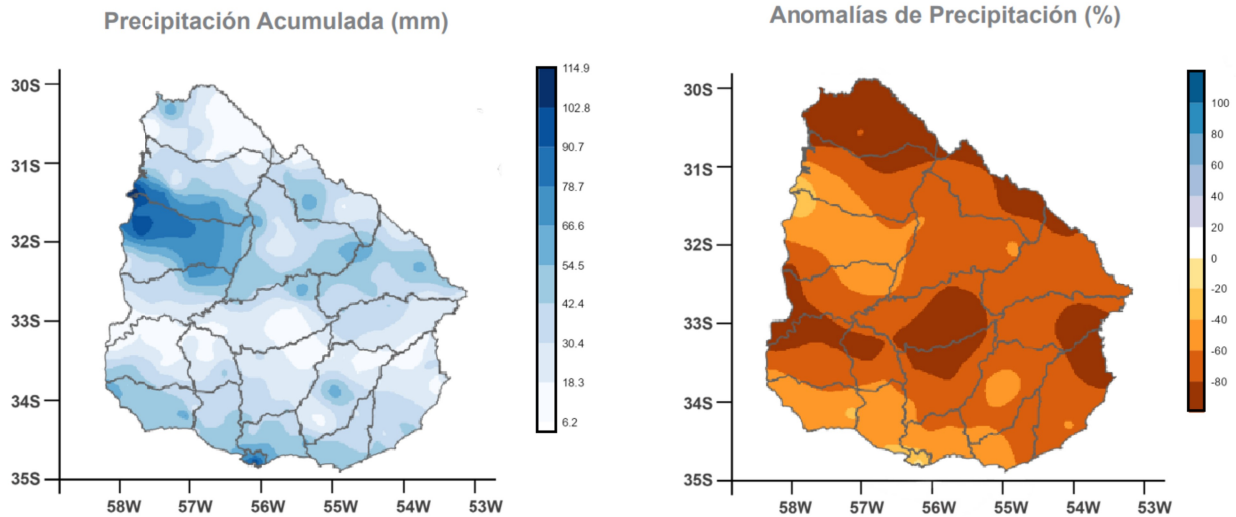 Precipitación Acumulada (mm)
30S
31S
32S
33S
34S
35S
58W 57W 56W 55W 54W 53W
114.9
102.8
90.7
78.7
66.6
54.5
42.4
30.4
18.3
6.2
Anomalías de Precipitación (%)
30S
31S
32S
33S
34S
35S
58W 57W 56W 55W 54W 53W
100
80
60
40
20
0
-20
-40
-60
-80